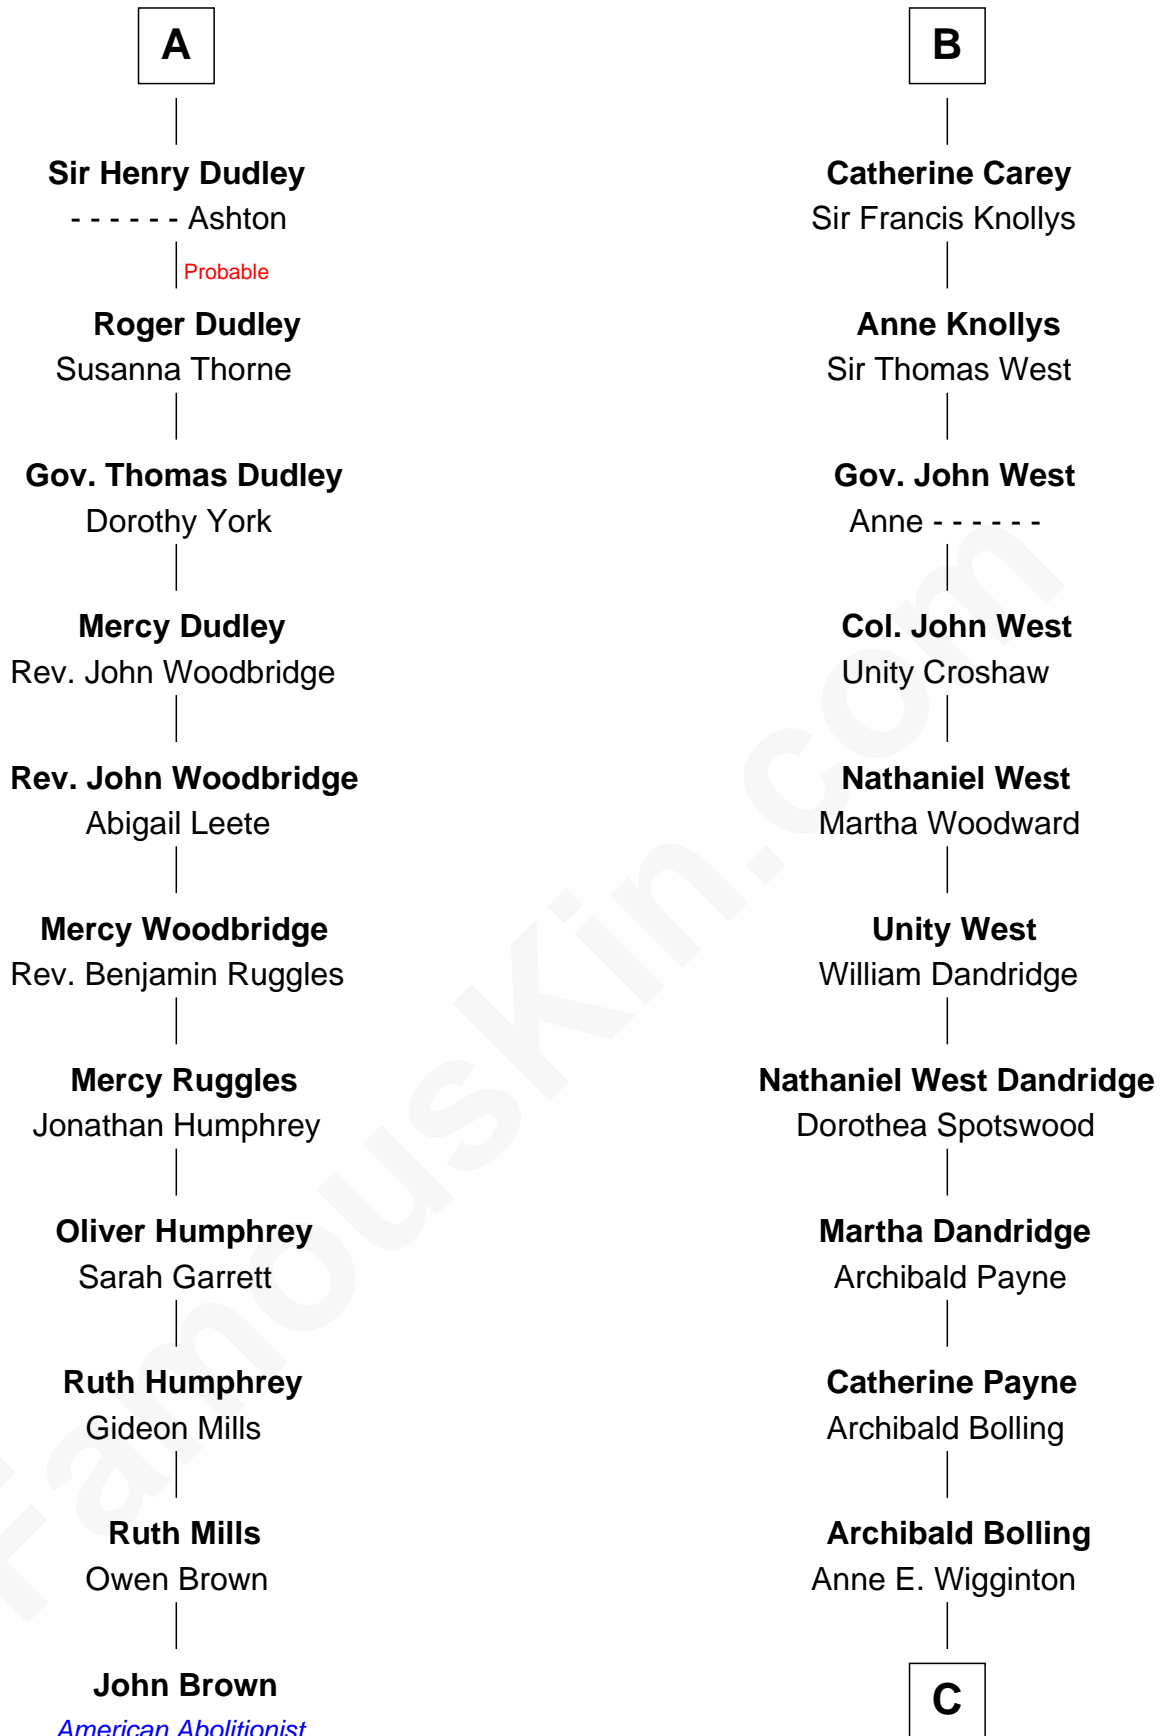 A
Sir Henry Dudley
- - - - - - Ashton
Probable
Roger Dudley
Susanna Thorne
Gov. Thomas Dudley
Dorothy York
Mercy Dudley
Rev. John Woodbridge
Rev. John Woodbridge
Abigail Leete
Mercy Woodbridge
Rev. Benjamin Ruggles
Mercy Ruggles
Jonathan Humphrey
Oliver Humphrey
Sarah Garrett
Ruth Humphrey
Gideon Mills
Ruth Mills
Owen Brown
John Brown
American Abolitionist
B
Catherine Carey
Sir Francis Knollys
Anne Knollys
Sir Thomas West
Gov. John West
Anne - - - - - -
Col. John West
Unity Croshaw
Nathaniel West
Martha Woodward
Unity West
William Dandridge
Nathaniel West Dandridge
Dorothea Spotswood
Martha Dandridge
Archibald Payne
Catherine Payne
Archibald Bolling
Archibald Bolling
Anne E. Wigginton
C
FamousKin.com